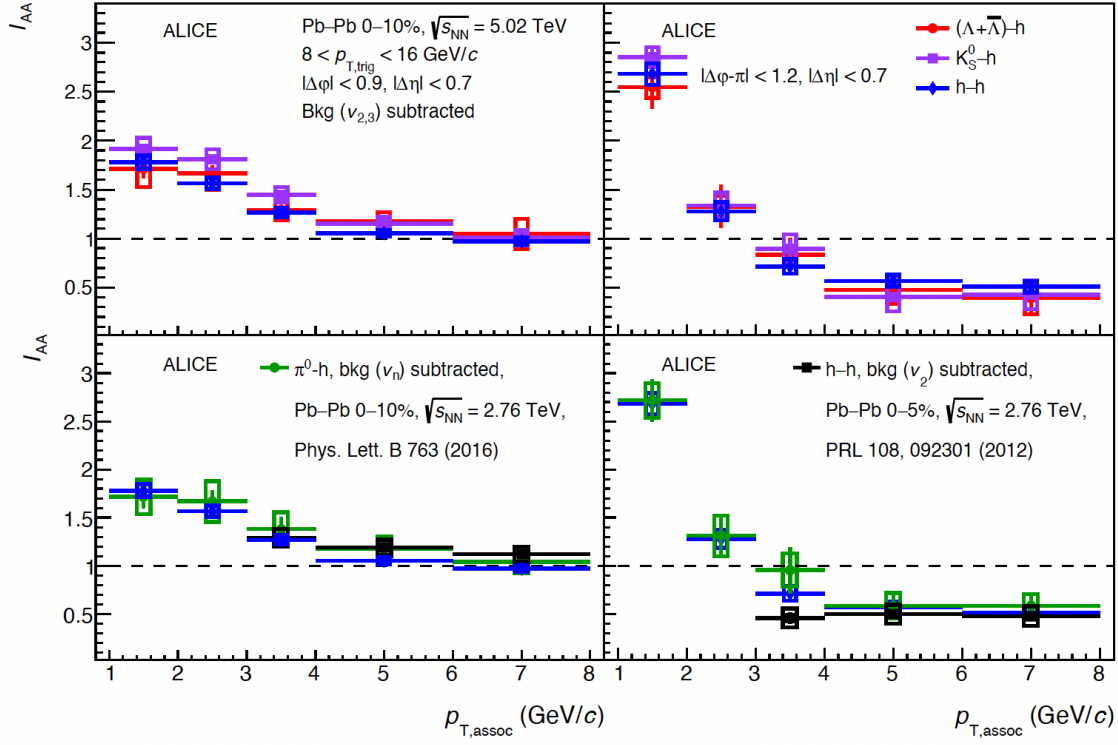 I_AA
ALICE
Pb–Pb 0–10%, √s_NN = 5.02 TeV
8 < p_T,trig < 16 GeV/c
|Δφ| < 0.9, |Δη| < 0.7
Bkg (v_2,3) subtracted
3
2.5
2
1.5
1
0.5
ALICE
|Δφ-π| < 1.2, |Δη| < 0.7
(Λ+Λ̅)–h
K⁰_S–h
h–h
I_AA
ALICE
π⁰-h, bkg (v_n) subtracted,
Pb–Pb 0–10%, √s_NN = 2.76 TeV,
Phys. Lett. B 763 (2016)
3
2.5
2
1.5
1
0.5
ALICE
h–h, bkg (v_2) subtracted,
Pb–Pb 0–5%, √s_NN = 2.76 TeV,
PRL 108, 092301 (2012)
1 2 3 4 5 6 7 8
1 2 3 4 5 6 7 8
p_T,assoc (GeV/c)
p_T,assoc (GeV/c)